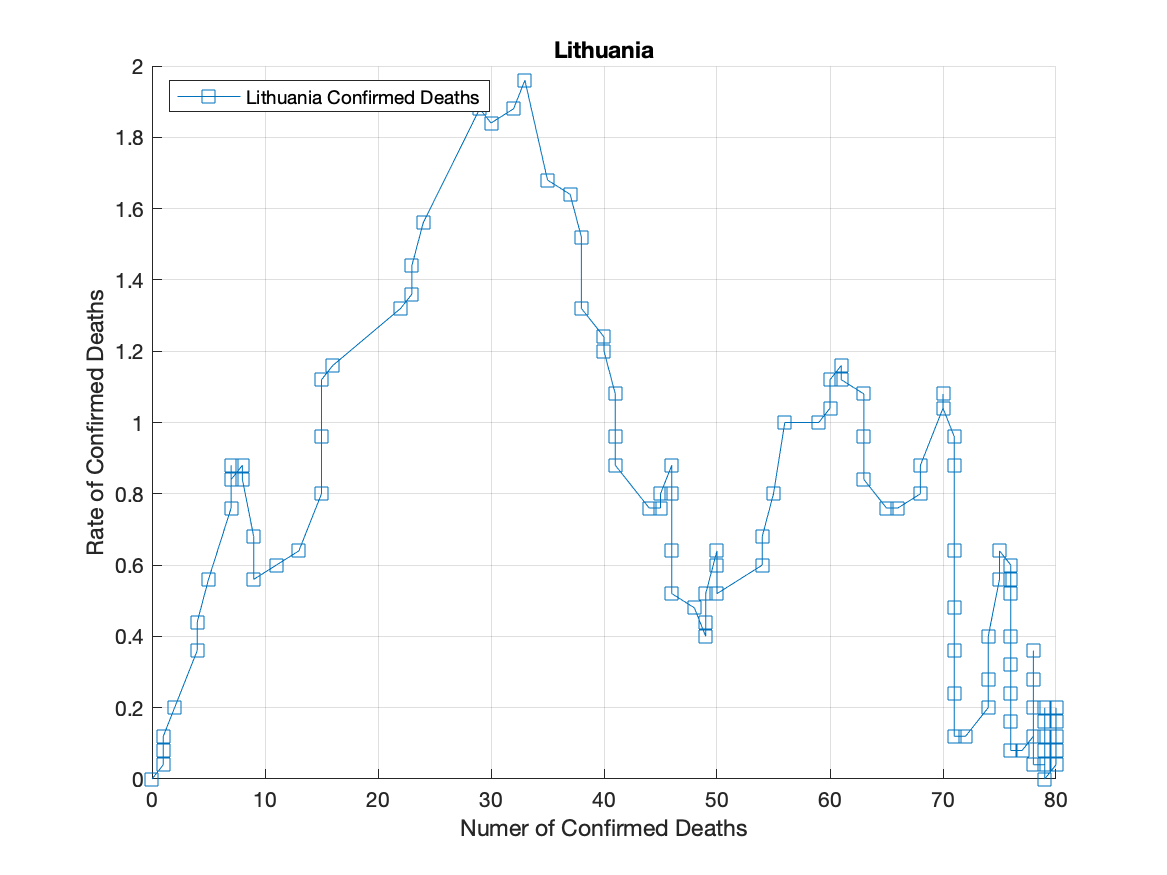 Lithuania
Lithuania Confirmed Deaths
2
1.8
1.6
1.4
1.2
1
0.8
0.6
0.4
0.2
0
Rate of Confirmed Deaths
0 10 20 30 40 50 60 70 80
Numer of Confirmed Deaths